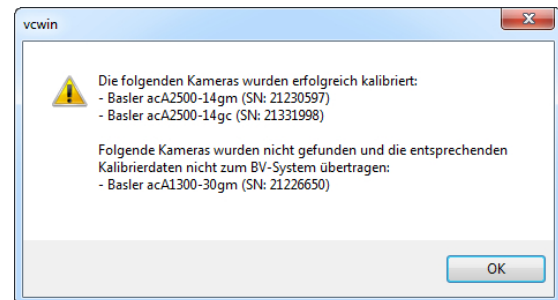 vcwin
Die folgenden Kameras wurden erfolgreich kalibriert:
- Basler acA2500-14gm (SN: 21230597)
- Basler acA2500-14gc (SN: 21331998)
Folgende Kameras wurden nicht gefunden und die entsprechenden
Kalibrierdaten nicht zum BV-System übertragen:
- Basler acA1300-30gm (SN: 21226650)
OK